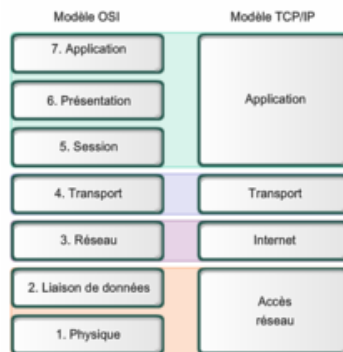 Modèle OSI
Modèle TCP/IP
7. Application
6. Présentation
5. Session
4. Transport
3. Réseau
2. Liaison de données
1. Physique
Application
Transport
Internet
Accès
réseau